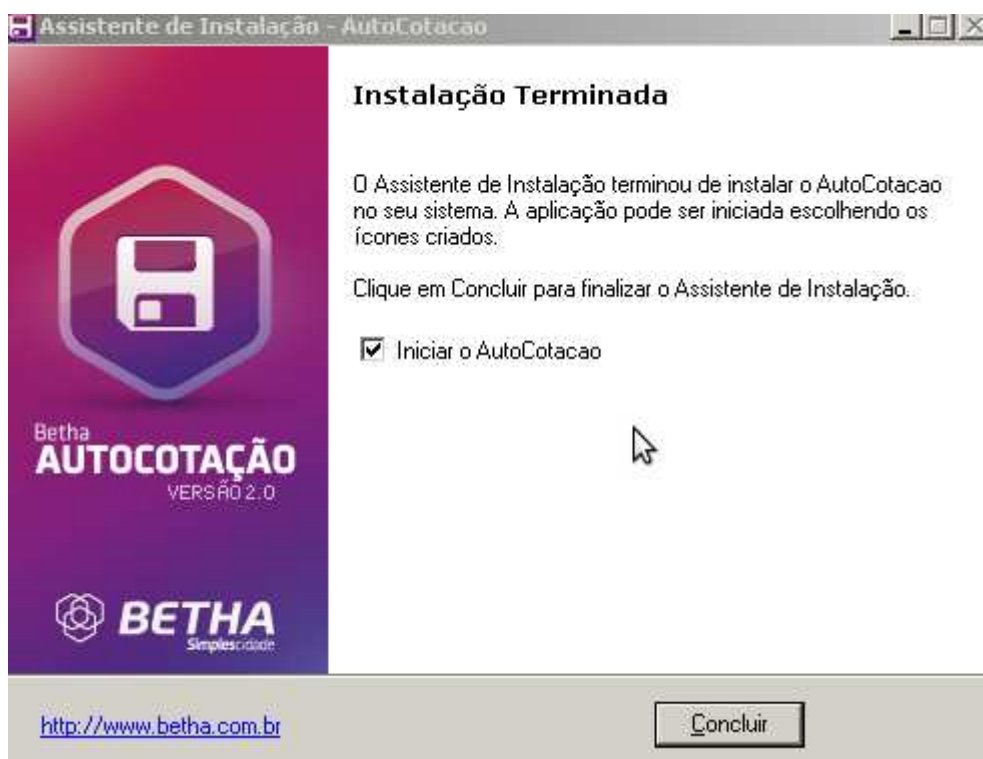 Assistente de Instalação - AutoCotacao
Instalação Terminada
O Assistente de Instalação terminou de instalar o AutoCotacao
no seu sistema. A aplicação pode ser iniciada escolhendo os
ícones criados.
Clique em Concluir para finalizar o Assistente de Instalação.
Iniciar o AutoCotacao
Betha
AUTOCOTAÇÃO
VERSÃO 2.0
BETHA
Simplescidade
http://www.betha.com.br
Concluir